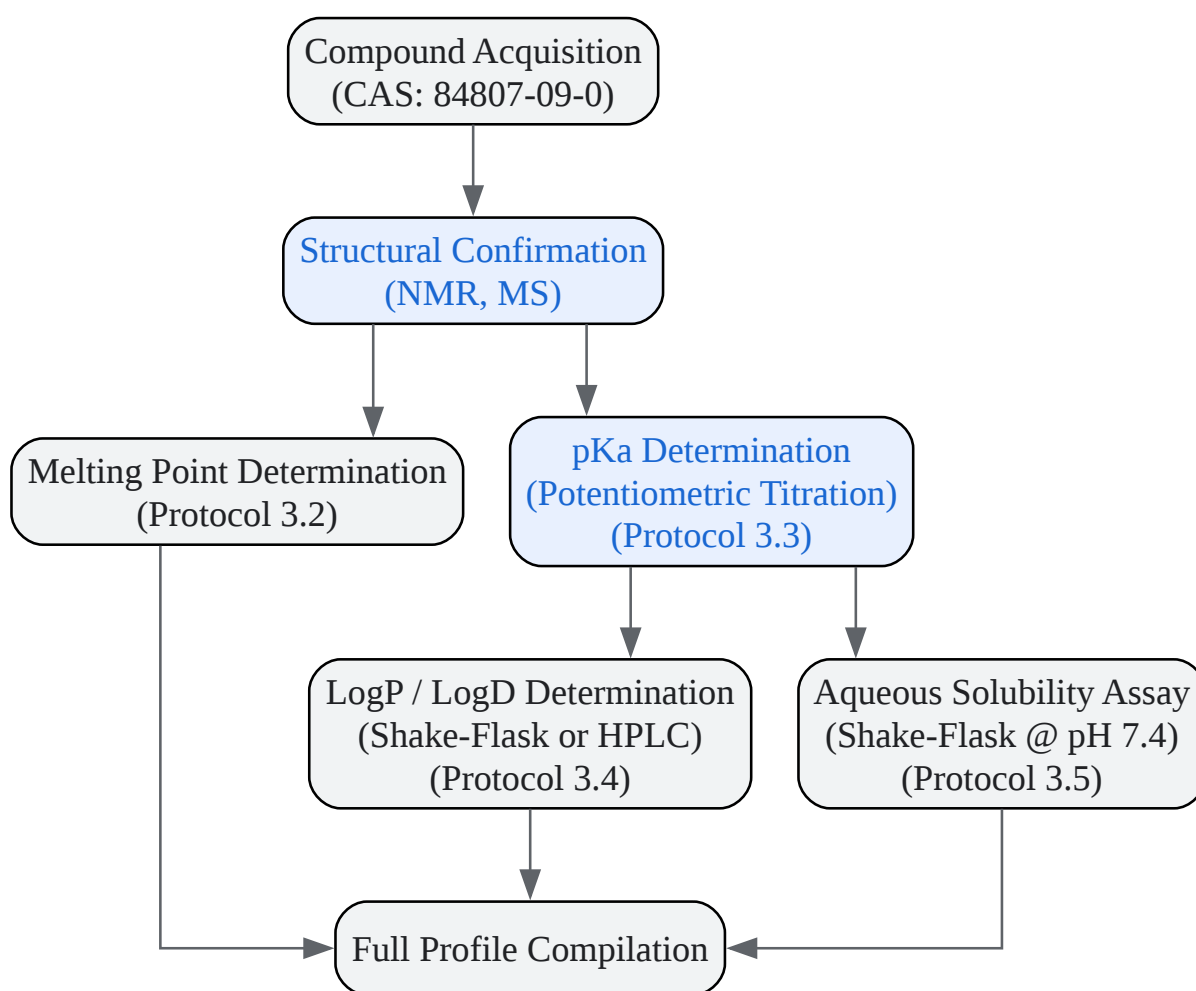 Compound Acquisition
(CAS: 84807-09-0)
Structural Confirmation
(NMR, MS)
Melting Point Determination
(Protocol 3.2)
pKa Determination
(Potentiometric Titration)
(Protocol 3.3)
LogP / LogD Determination
(Shake-Flask or HPLC)
(Protocol 3.4)
Aqueous Solubility Assay
(Shake-Flask @ pH 7.4)
(Protocol 3.5)
Full Profile Compilation